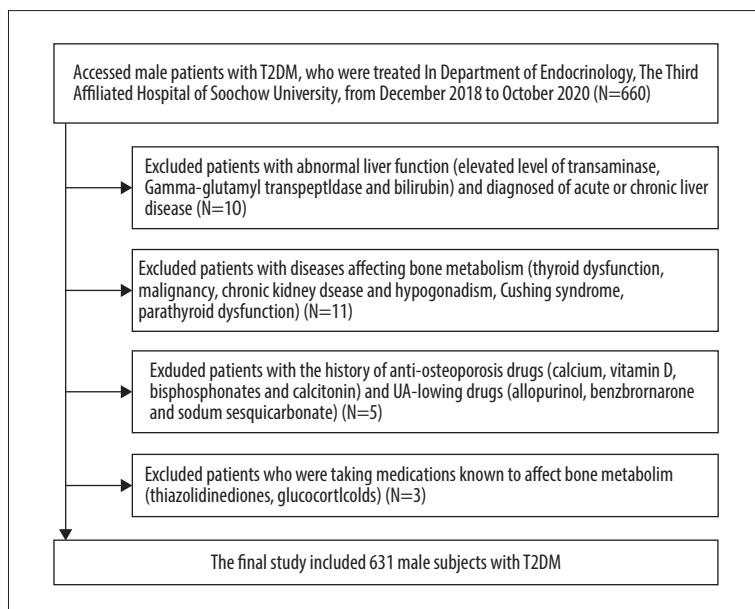 Accessed male patients with T2DM, who were treated In Department of Endocrinology, The Third
Affiliated Hospital of Soochow University, from December 2018 to October 2020 (N=660)
Excluded patients with abnormal liver function (elevated level of transaminase,
Gamma-glutamyl transpeptldase and bilirubin) and diagnosed of acute or chronic liver
disease (N=10)
Excluded patients with diseases affecting bone metabolism (thyroid dysfunction,
malignancy, chronic kidney dsease and hypogonadism, Cushing syndrome,
parathyroid dysfunction) (N=11)
Exduded patients with the history of anti-osteoporosis drugs (calcium, vitamin D,
bisphosphonates and calcitonin) and UA-lowing drugs (allopurinol, benzbrornarone
and sodum sesquicarbonate) (N=5)
Excluded patients who were taking medications known to affect bone metabolim
(thiazolidinediones, glucocortlcolds) (N=3)
The final study included 631 male subjects with T2DM